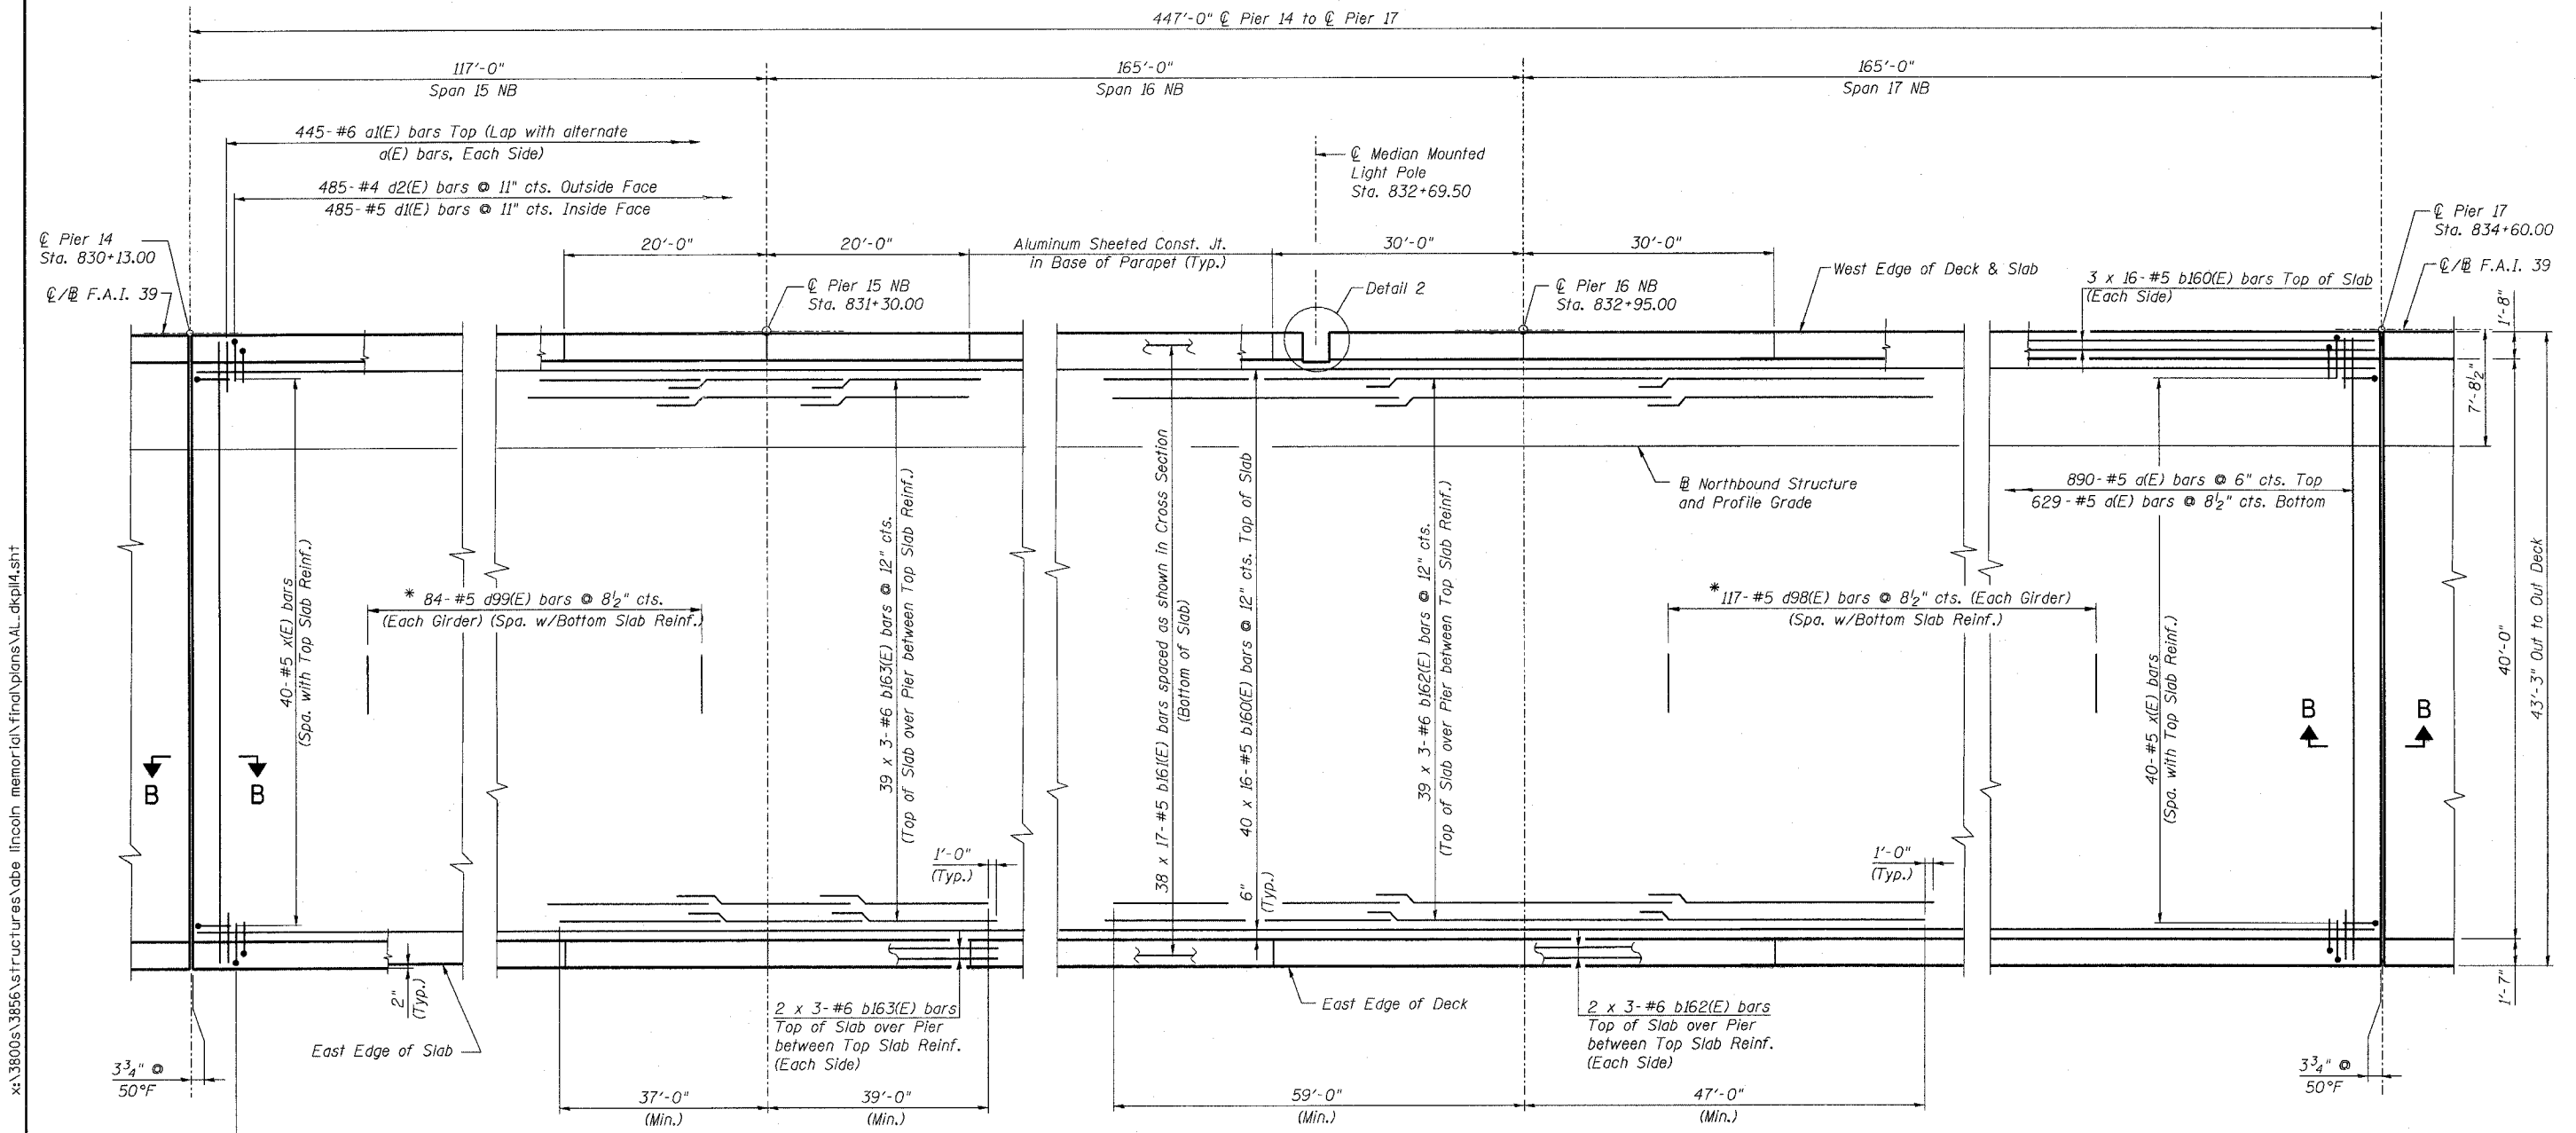 447'-0" ℄ Pier 14 to ℄ Pier 17
117'-0"
Span 15 NB
165'-0"
Span 16 NB
165'-0"
Span 17 NB
445-#6 a1(E) bars Top (Lap with alternate
a(E) bars, Each Side)
485-#4 d2(E) bars @ 11" cts. Outside Face
485-#5 d1(E) bars @ 11" cts. Inside Face
℄ Median Mounted
Light Pole
Sta. 832+69.50
℄ Pier 14
Sta. 830+13.00
℄/BL F.A.I. 39
20'-0"
20'-0"
Aluminum Sheeted Const. Jt.
in Base of Parapet (Typ.)
30'-0"
30'-0"
℄ Pier 15 NB
Sta. 831+30.00
Detail 2
℄ Pier 16 NB
Sta. 832+95.00
West Edge of Deck & Slab
3 x 16-#5 b160(E) bars Top of Slab
(Each Side)
℄ Pier 17
Sta. 834+60.00
℄/BL F.A.I. 39
1'-8"
7'-8½"
40-#5 x(E) bars
(Spa. with Top Slab Reinf.)
* 84-#5 d99(E) bars @ 8½" cts.
(Each Girder) (Spa. w/Bottom Slab Reinf.)
39 x 3-#6 b163(E) bars @ 12" cts.
(Top of Slab over Pier between Top Slab Reinf.)
38 x 17-#5 b161(E) bars spaced as shown in Cross Section
(Bottom of Slab)
40 x 16-#5 b160(E) bars @ 12" cts. Top of Slab
6"
(Typ.)
39 x 3-#6 b162(E) bars @ 12" cts.
(Top of Slab over Pier between Top Slab Reinf.)
BL Northbound Structure
and Profile Grade
* 117-#5 d98(E) bars @ 8½" cts. (Each Girder)
(Spa. w/Bottom Slab Reinf.)
890-#5 a(E) bars @ 6" cts. Top
629-#5 a(E) bars @ 8½" cts. Bottom
40-#5 x(E) bars
(Spa. with Top Slab Reinf.)
40'-0"
43'-3" Out to Out Deck
B
B
B
B
1'-0"
(Typ.)
1'-0"
(Typ.)
2"
(Typ.)
East Edge of Slab
2 x 3-#6 b163(E) bars
Top of Slab over Pier
between Top Slab Reinf.
(Each Side)
East Edge of Deck
2 x 3-#6 b162(E) bars
Top of Slab over Pier
between Top Slab Reinf.
(Each Side)
1'-7"
3¾" @
50°F
3¾" @
50°F
37'-0"
(Min.)
39'-0"
(Min.)
59'-0"
(Min.)
47'-0"
(Min.)
x:\3800s\3856\structures\abe lincoln memorial\final\plans\AL_dkpil4.sht